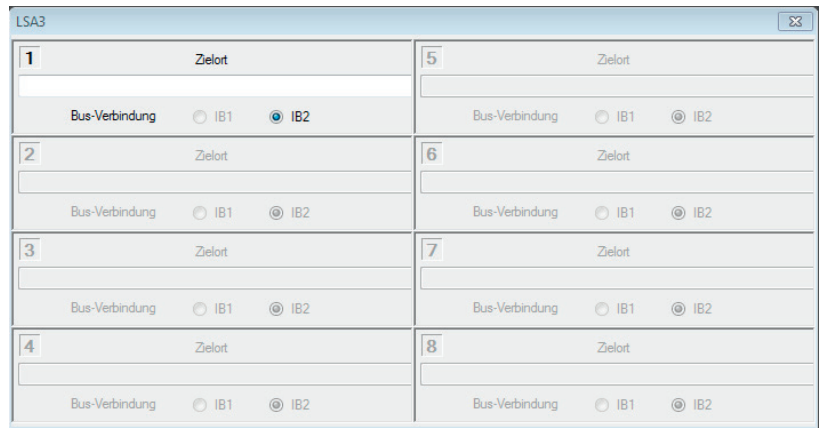 LSA3
1 Zielort
Bus-Verbindung IB1 IB2
2 Zielort
Bus-Verbindung IB1 IB2
3 Zielort
Bus-Verbindung IB1 IB2
4 Zielort
Bus-Verbindung IB1 IB2
5 Zielort
Bus-Verbindung IB1 IB2
6 Zielort
Bus-Verbindung IB1 IB2
7 Zielort
Bus-Verbindung IB1 IB2
8 Zielort
Bus-Verbindung IB1 IB2